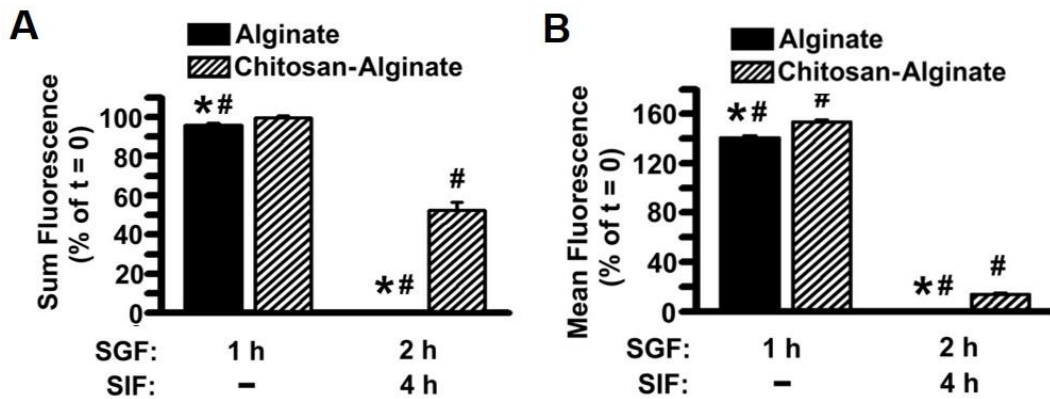 A
Alginate
Chitosan-Alginate
Sum Fluorescence
(% of t = 0)
100
80
60
40
20
0
*#
#
*#
SGF: 1 h 2 h
SIF: – 4 h
B
Alginate
Chitosan-Alginate
Mean Fluorescence
(% of t = 0)
160
120
80
40
0
*#
#
*#
#
SGF: 1 h 2 h
SIF: – 4 h